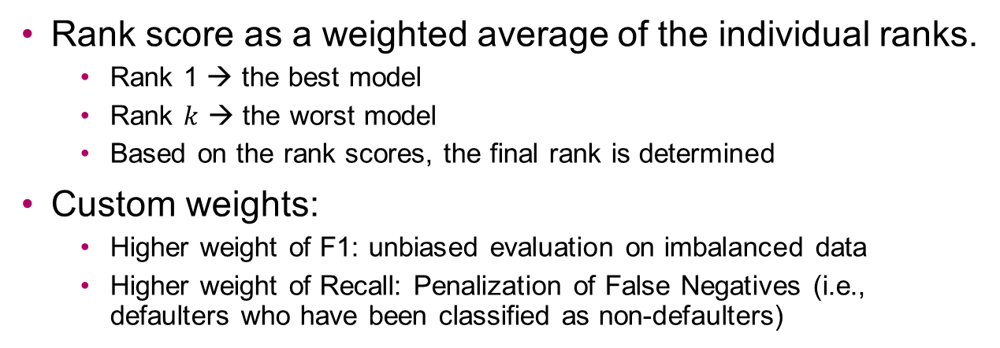 • Rank score as a weighted average of the individual ranks.
• Rank 1 → the best model
• Rank 𝑘 → the worst model
• Based on the rank scores, the final rank is determined
• Custom weights:
• Higher weight of F1: unbiased evaluation on imbalanced data
• Higher weight of Recall: Penalization of False Negatives (i.e.,
defaulters who have been classified as non-defaulters)